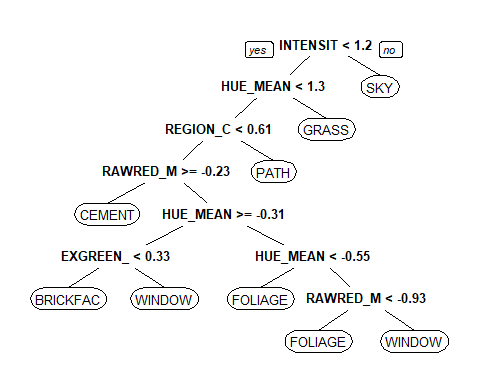 yes INTENSIT < 1.2 no
HUE_MEAN < 1.3 SKY
REGION_C < 0.61 GRASS
RAWRED_M >= -0.23 PATH
CEMENT HUE_MEAN >= -0.31
EXGREEN_ < 0.33 HUE_MEAN < -0.55
BRICKFAC WINDOW FOLIAGE RAWRED_M < -0.93
FOLIAGE WINDOW